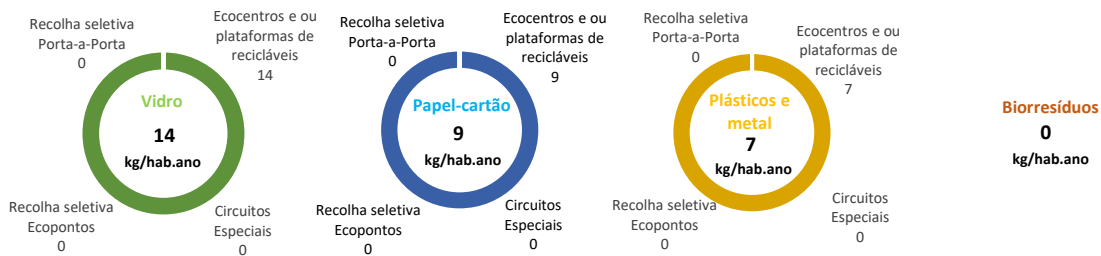 Recolha seletiva
Porta-a-Porta
0
Ecocentros e ou
plataformas de
recicláveis
14
Vidro
14
kg/hab.ano
Recolha seletiva
Ecopontos
0
Circuitos
Especiais
0
Recolha seletiva
Porta-a-Porta
0
Ecocentros e ou
plataformas de
recicláveis
9
Papel-cartão
9
kg/hab.ano
Recolha seletiva
Ecopontos
0
Circuitos
Especiais
0
Recolha seletiva
Porta-a-Porta
0
Ecocentros e ou
plataformas de
recicláveis
7
Plásticos e
metal
7
kg/hab.ano
Recolha seletiva
Ecopontos
0
Circuitos
Especiais
0
Biorresíduos
0
kg/hab.ano